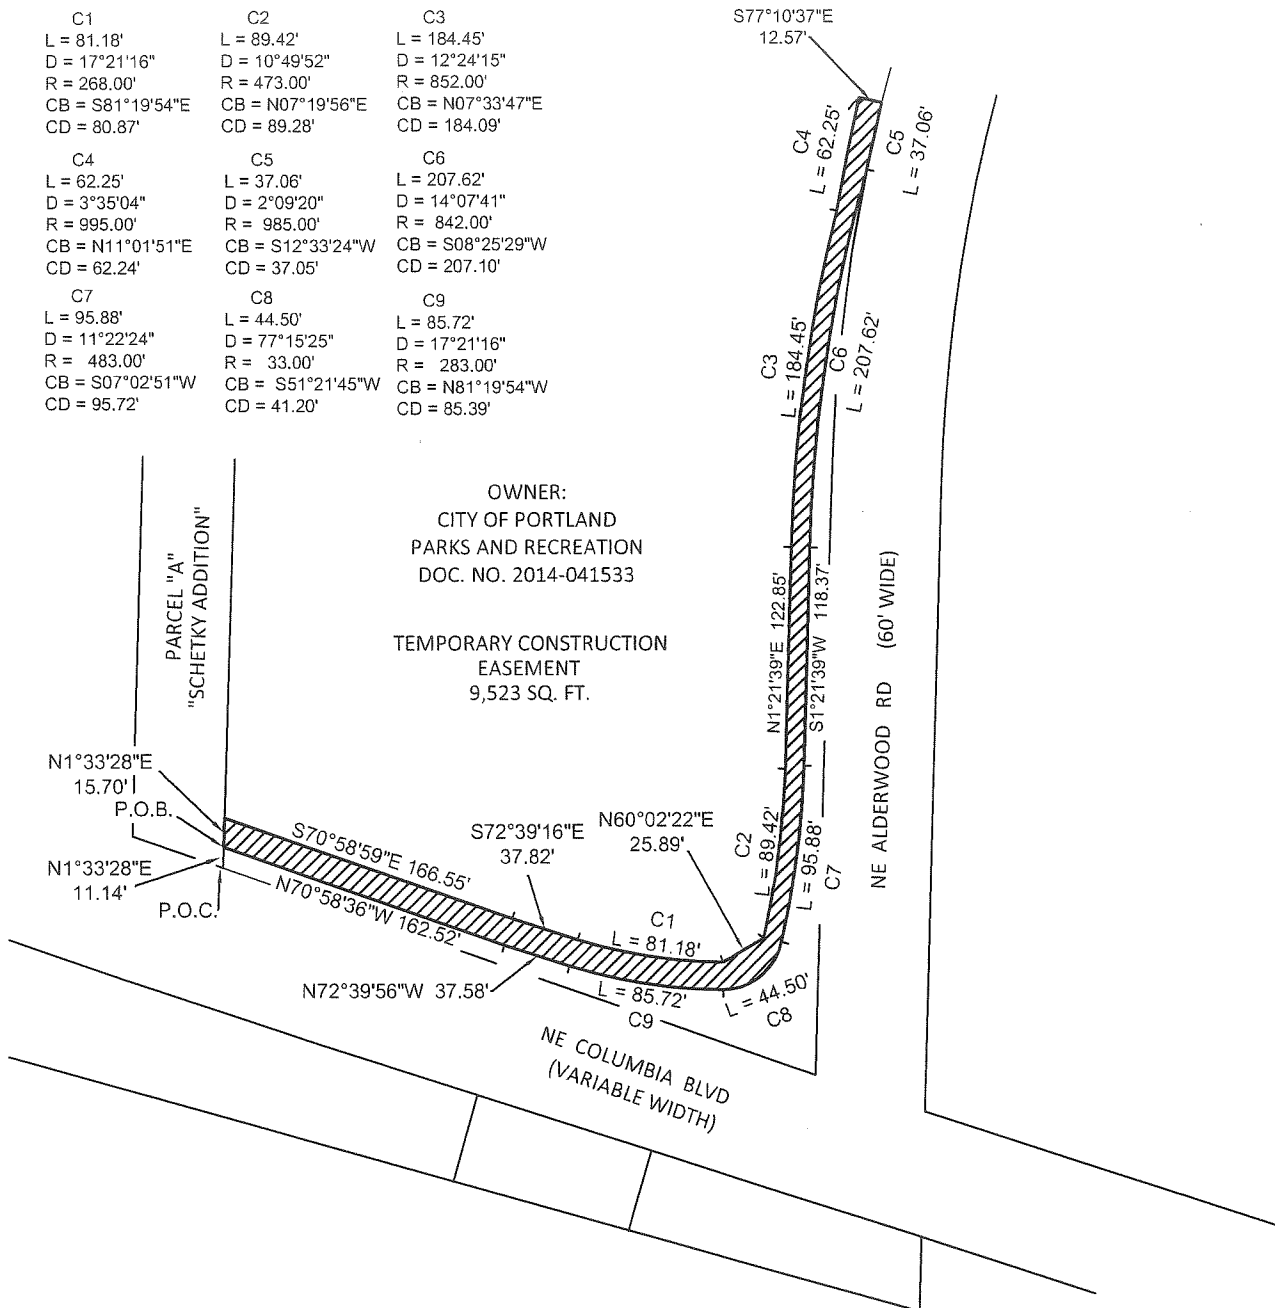 C1
L = 81.18'
D = 17°21'16"
R = 268.00'
CB = S81°19'54"E
CD = 80.87'
C2
L = 89.42'
D = 10°49'52"
R = 473.00'
CB = N07°19'56"E
CD = 89.28'
C3
L = 184.45'
D = 12°24'15"
R = 852.00'
CB = N07°33'47"E
CD = 184.09'
C4
L = 62.25'
D = 3°35'04"
R = 995.00'
CB = N11°01'51"E
CD = 62.24'
C5
L = 37.06'
D = 2°09'20"
R = 985.00'
CB = S12°33'24"W
CD = 37.05'
C6
L = 207.62'
D = 14°07'41"
R = 842.00'
CB = S08°25'29"W
CD = 207.10'
C7
L = 95.88'
D = 11°22'24"
R = 483.00'
CB = S07°02'51"W
CD = 95.72'
C8
L = 44.50'
D = 77°15'25"
R = 33.00'
CB = S51°21'45"W
CD = 41.20'
C9
L = 85.72'
D = 17°21'16"
R = 283.00'
CB = N81°19'54"W
CD = 85.39'
S77°10'37"E
12.57'
C4
L = 62.25'
C5
L = 37.06'
C3
L = 184.45'
C6
L = 207.62'
OWNER:
CITY OF PORTLAND
PARKS AND RECREATION
DOC. NO. 2014-041533
TEMPORARY CONSTRUCTION
EASEMENT
9,523 SQ. FT.
PARCEL "A"
"SCHETKY ADDITION"
N1°21'39"E 122.85'
S1°21'39"W 118.37'
NE ALDERWOOD RD (60' WIDE)
N1°33'28"E
15.70'
P.O.B.
N1°33'28"E
11.14'
P.O.C.
S70°58'59"E 166.55'
N70°58'36"W 162.52'
S72°39'16"E
37.82'
N60°02'22"E
25.89'
C2
L = 89.42'
L = 95.88'
C7
C1
L = 81.18'
N72°39'56"W 37.58'
L = 85.72'
C9
L = 44.50'
C8
NE COLUMBIA BLVD
(VARIABLE WIDTH)